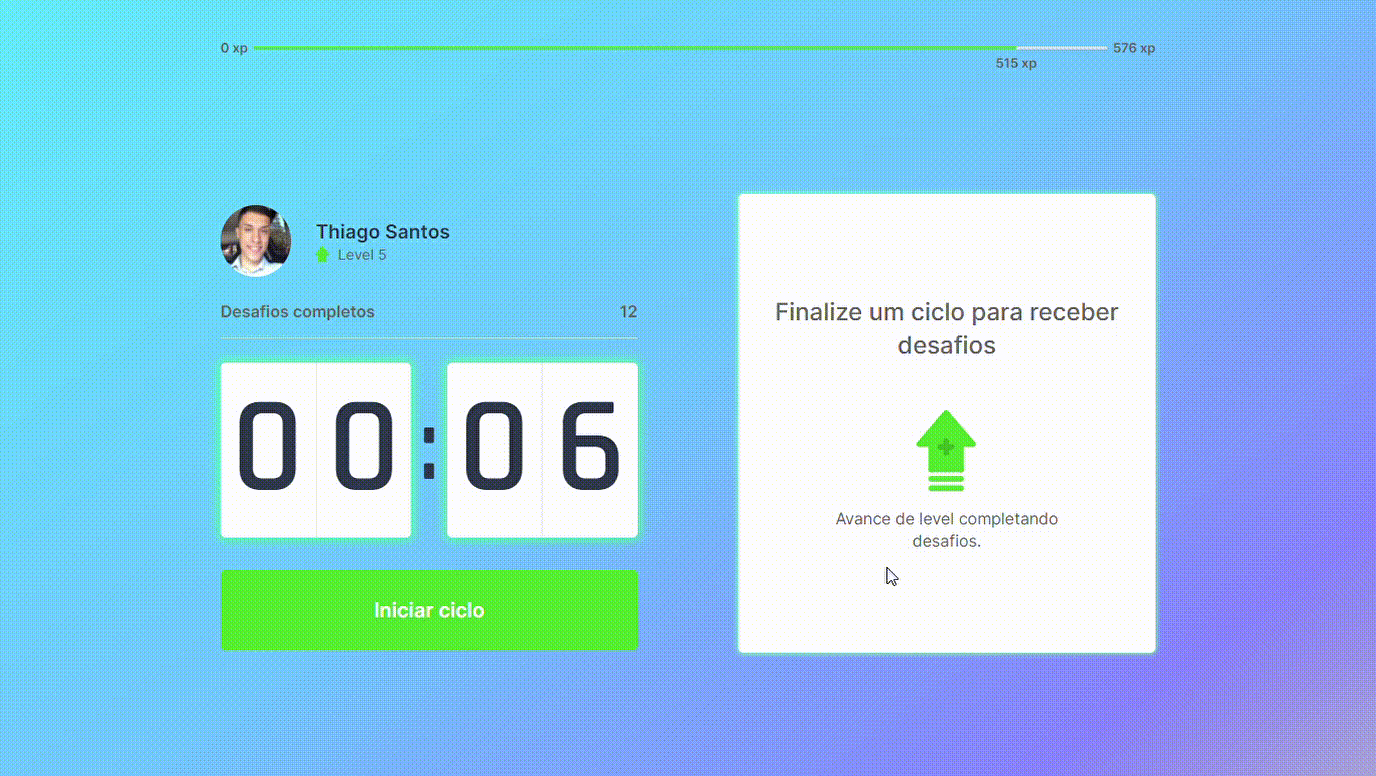 0 xp 576 xp
515 xp
Thiago Santos
Level 5
Desafios completos 12
00:06
Iniciar ciclo
Finalize um ciclo para receber
desafios
Avance de level completando
desafios.